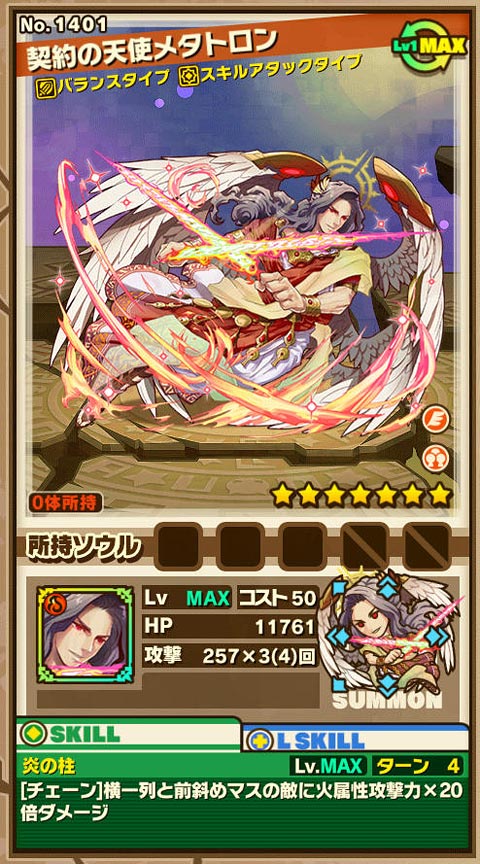 No.1401
契約の天使メタトロン
Lv1 MAX
バランスタイプ スキルアタックタイプ
0体所持
所持ソウル
Lv MAX コスト 50
HP 11761
攻撃 257×3(4)回
SUMMON
SKILL
L SKILL
炎の柱 Lv.MAX ターン 4
[チェーン]横一列と前斜めマスの敵に火属性攻撃力×20
倍ダメージ